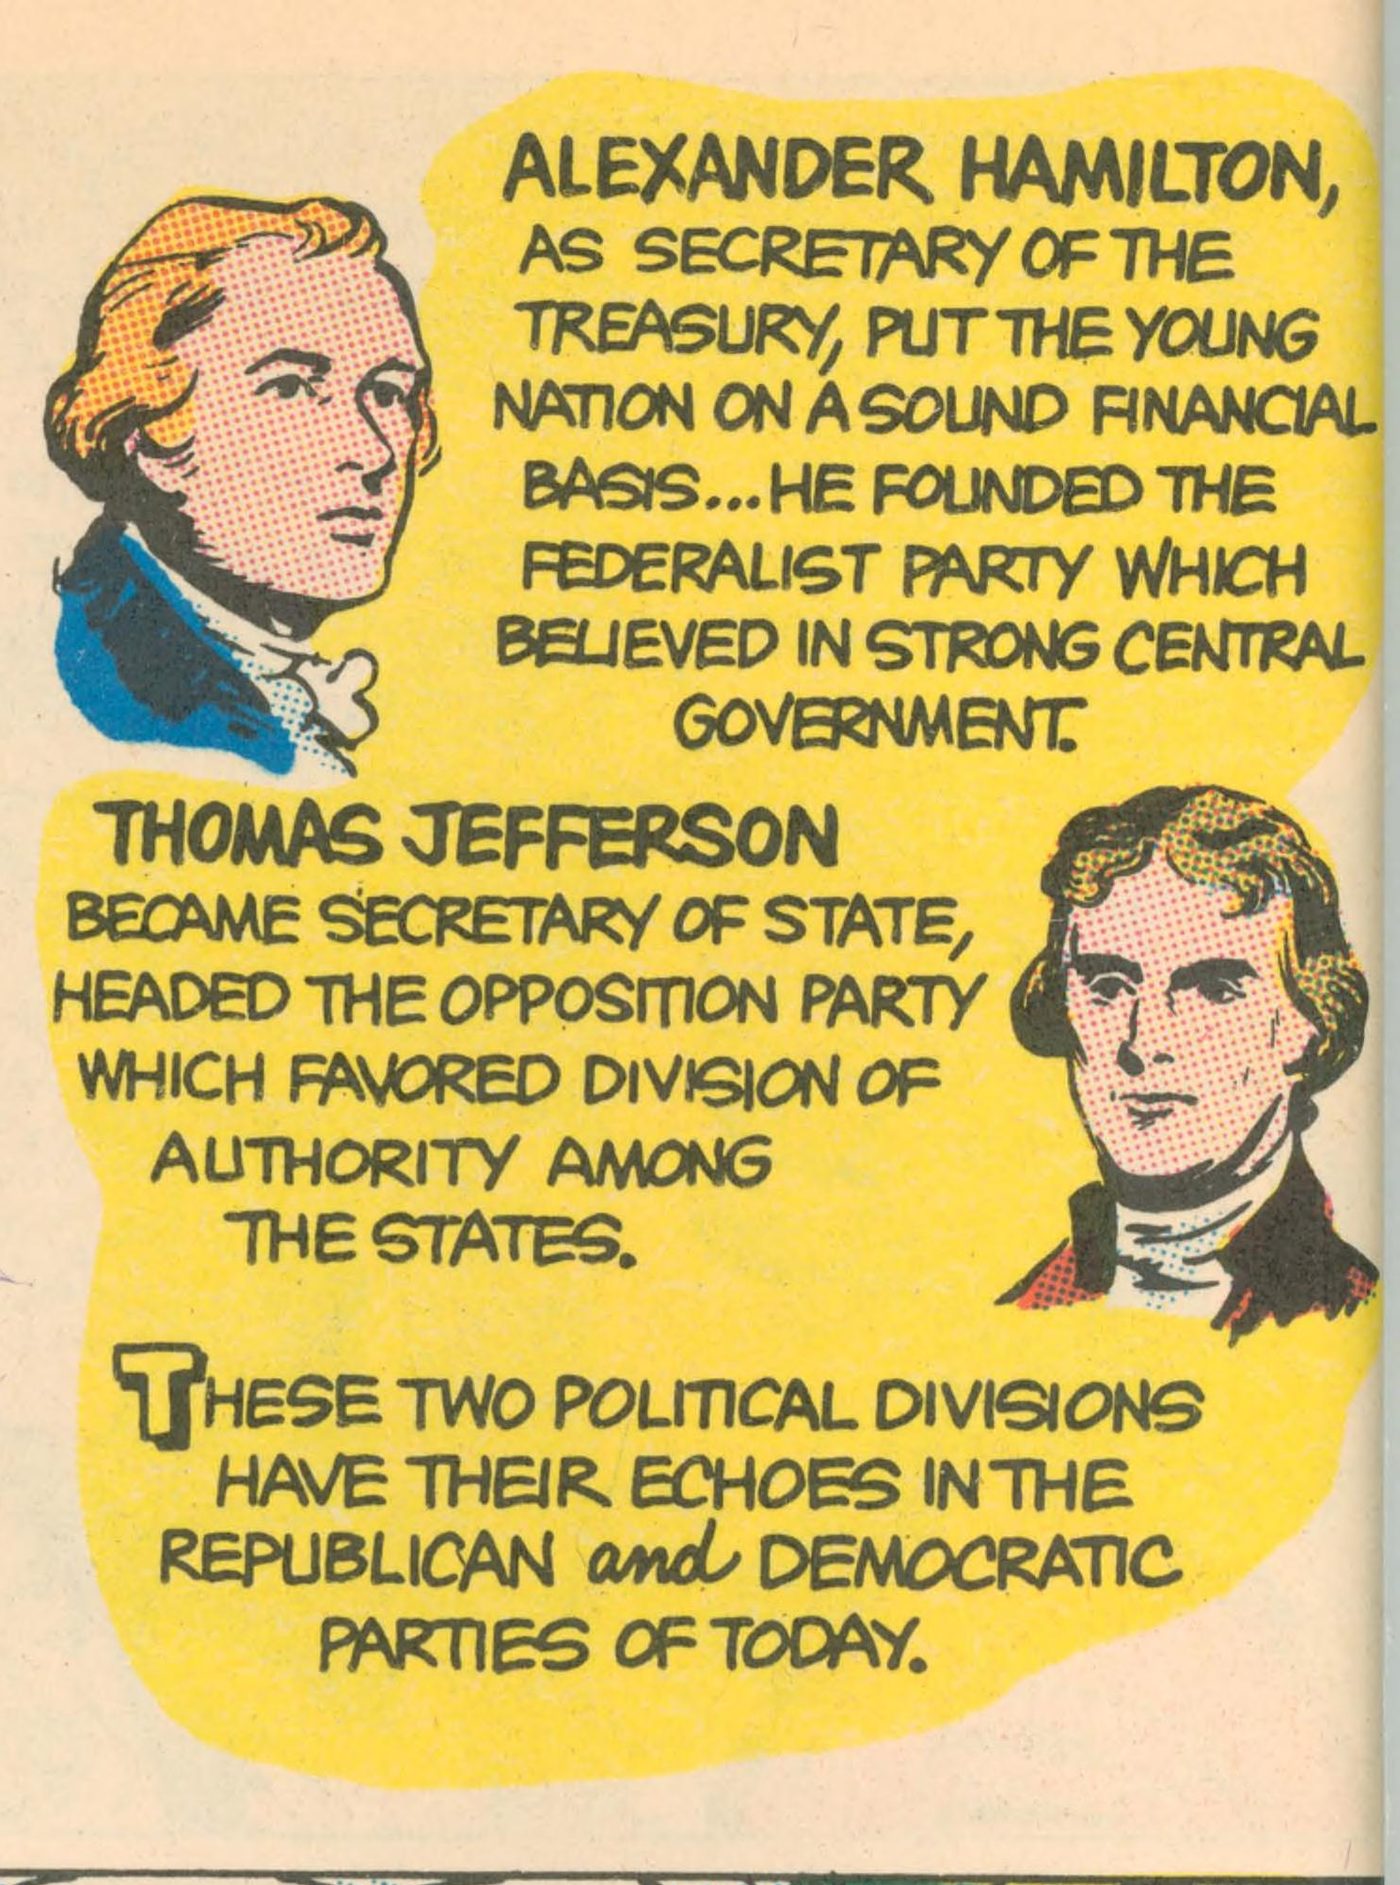 ALEXANDER HAMILTON,
AS SECRETARY OF THE
TREASURY, PUT THE YOUNG
NATION ON A SOUND FINANCIAL
BASIS...HE FOUNDED THE
FEDERALIST PARTY WHICH
BELIEVED IN STRONG CENTRAL
GOVERNMENT.
THOMAS JEFFERSON
BECAME SECRETARY OF STATE,
HEADED THE OPPOSITION PARTY
WHICH FAVORED DIVISION OF
AUTHORITY AMONG
THE STATES.
THESE TWO POLITICAL DIVISIONS
HAVE THEIR ECHOES IN THE
REPUBLICAN and DEMOCRATIC
PARTIES OF TODAY.